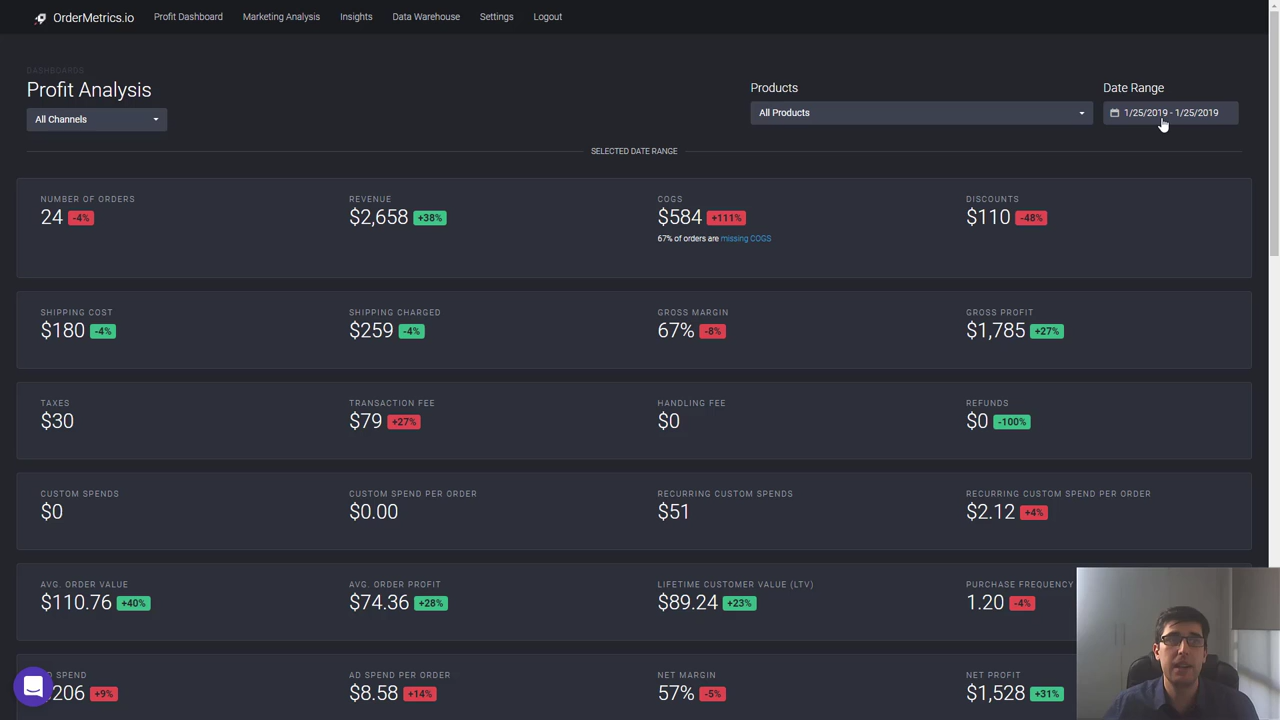 OrderMetrics.io Profit Dashboard Marketing Analysis Insights Data Warehouse Settings Logout
DASHBOARDS
Profit Analysis
Products
Date Range
All Channels
All Products
1/25/2019 - 1/25/2019
SELECTED DATE RANGE
NUMBER OF ORDERS
24 -4%
REVENUE
$2,658 +38%
COGS
$584 +111%
67% of orders are missing COGS
DISCOUNTS
$110 -48%
SHIPPING COST
$180 -4%
SHIPPING CHARGED
$259 -4%
GROSS MARGIN
67% -8%
GROSS PROFIT
$1,785 +27%
TAXES
$30
TRANSACTION FEE
$79 +27%
HANDLING FEE
$0
REFUNDS
$0 -100%
CUSTOM SPENDS
$0
CUSTOM SPEND PER ORDER
$0.00
RECURRING CUSTOM SPENDS
$51
RECURRING CUSTOM SPEND PER ORDER
$2.12 +4%
AVG. ORDER VALUE
$110.76 +40%
AVG. ORDER PROFIT
$74.36 +28%
LIFETIME CUSTOMER VALUE (LTV)
$89.24 +23%
PURCHASE FREQUENCY
1.20 -4%
SPEND
206 +9%
AD SPEND PER ORDER
$8.58 +14%
NET MARGIN
57% -5%
NET PROFIT
$1,528 +31%